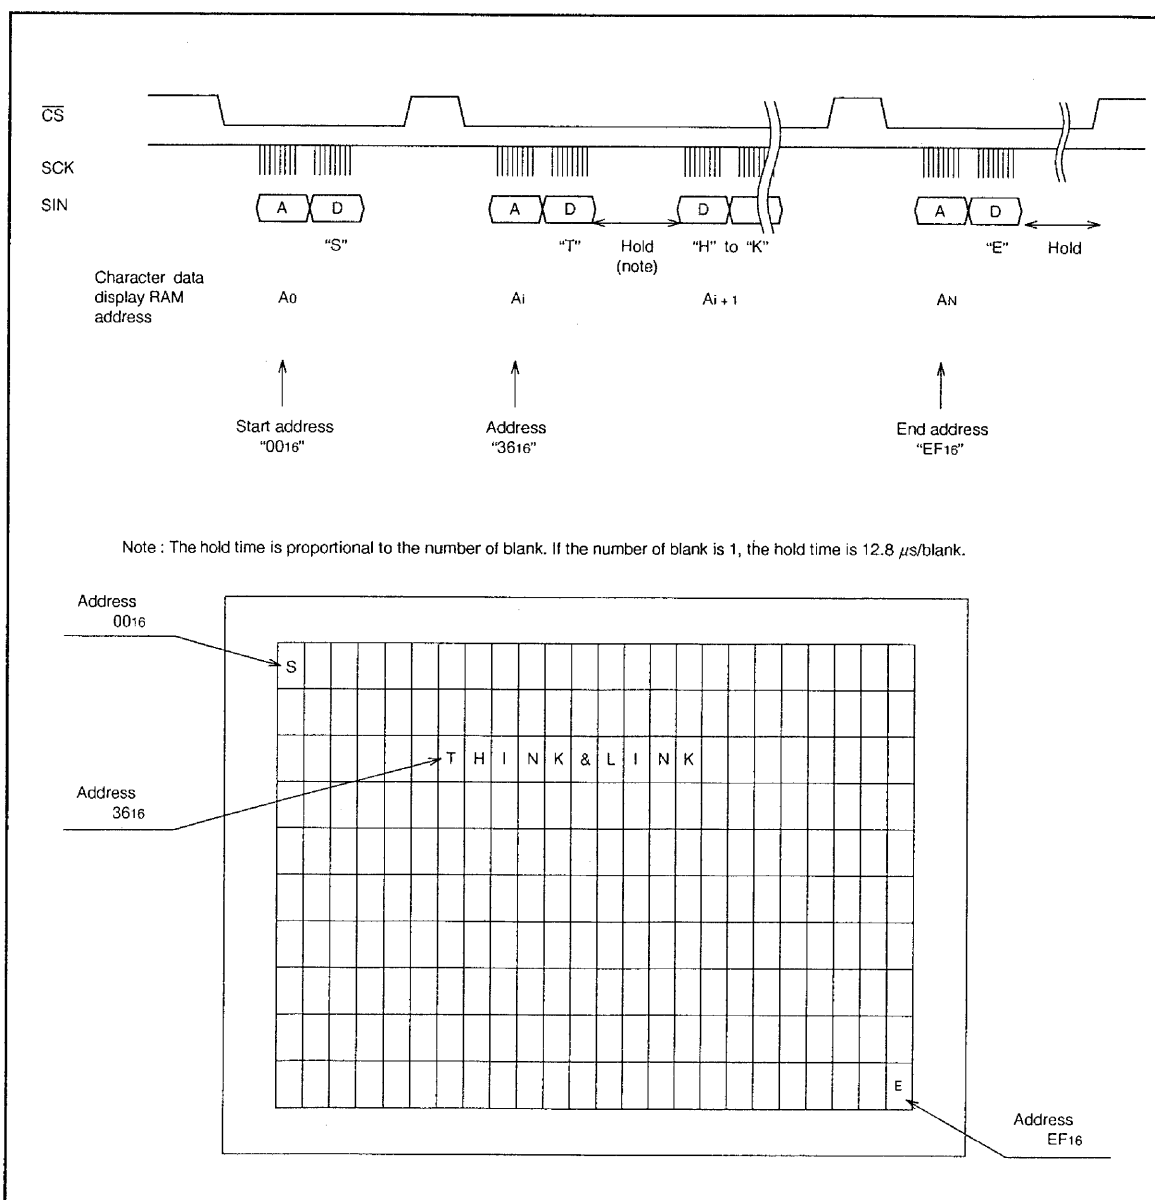 CS
SCK
SIN
A D A D D A D
"S" "T" Hold (note) "H" to "K" "E" Hold
Character data
display RAM
address
A0 Ai Ai + 1 AN
Start address
"0016"
Address
"3616"
End address
"EF16"
Note : The hold time is proportional to the number of blank. If the number of blank is 1, the hold time is 12.8 μs/blank.
Address
0016
S
T H I N K & L I N K
Address
3616
E
Address
EF16